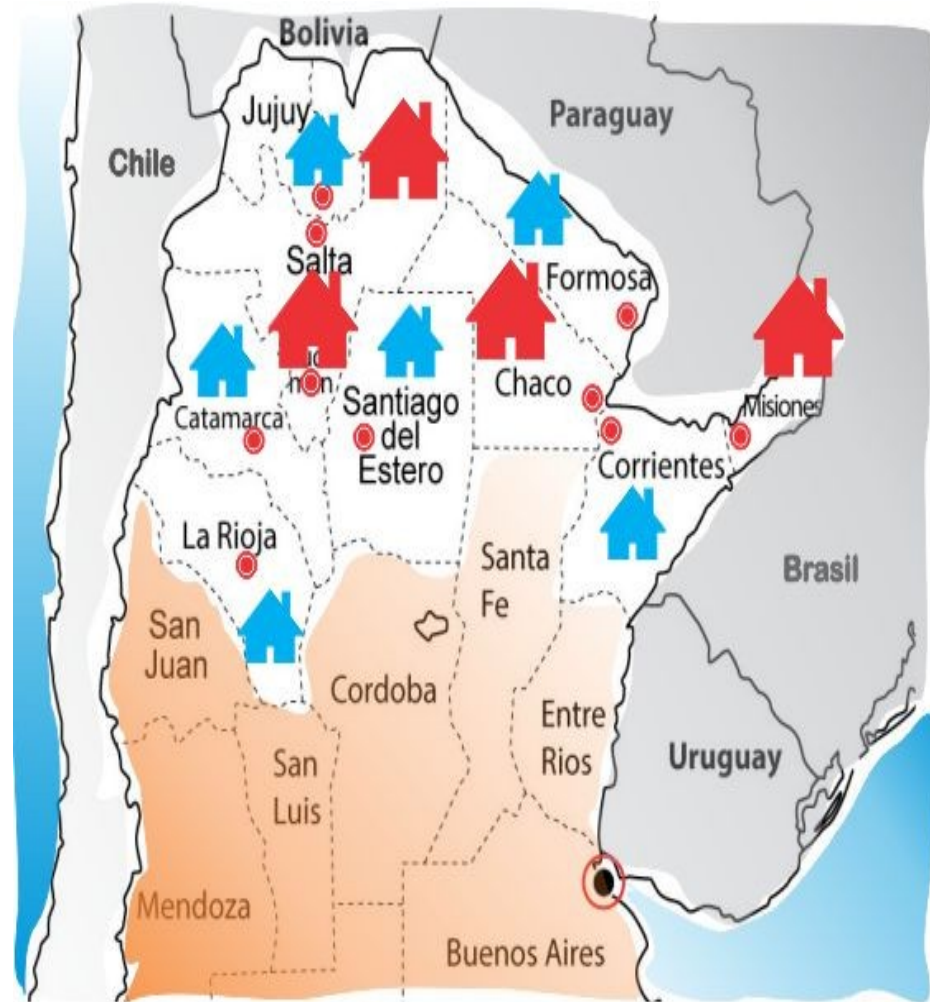 Bolivia
Jujuy
Paraguay
Chile
Salta
Formosa
Chaco
Santiago
del
Estero
Catamarca
Misiones
Corrientes
La Rioja
Santa
Fe
Brasil
San
Juan
Cordoba
Entre
Rios
San
Luis
Uruguay
Mendoza
Buenos Aires